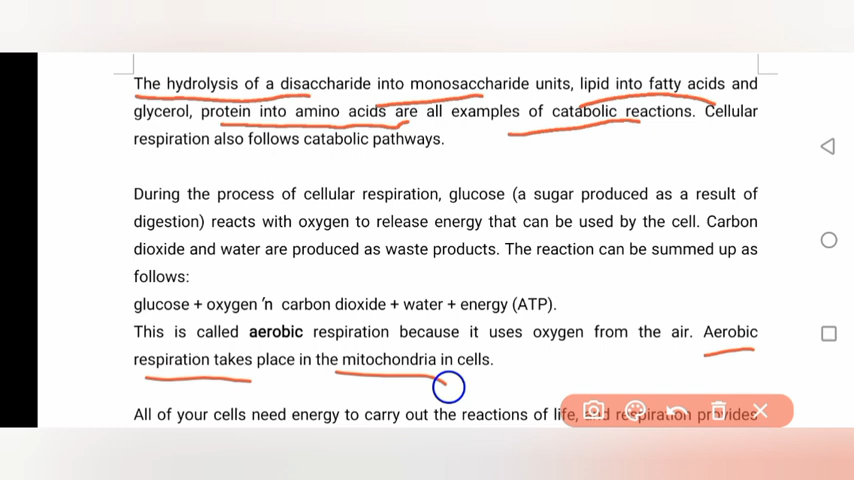 The hydrolysis of a disaccharide into monosaccharide units, lipid into fatty acids and
glycerol, protein into amino acids are all examples of catabolic reactions. Cellular
respiration also follows catabolic pathways.
During the process of cellular respiration, glucose (a sugar produced as a result of
digestion) reacts with oxygen to release energy that can be used by the cell. Carbon
dioxide and water are produced as waste products. The reaction can be summed up as
follows:
glucose + oxygen ′n carbon dioxide + water + energy (ATP).
This is called aerobic respiration because it uses oxygen from the air. Aerobic
respiration takes place in the mitochondria in cells.
All of your cells need energy to carry out the reactions of life, and respiration provides